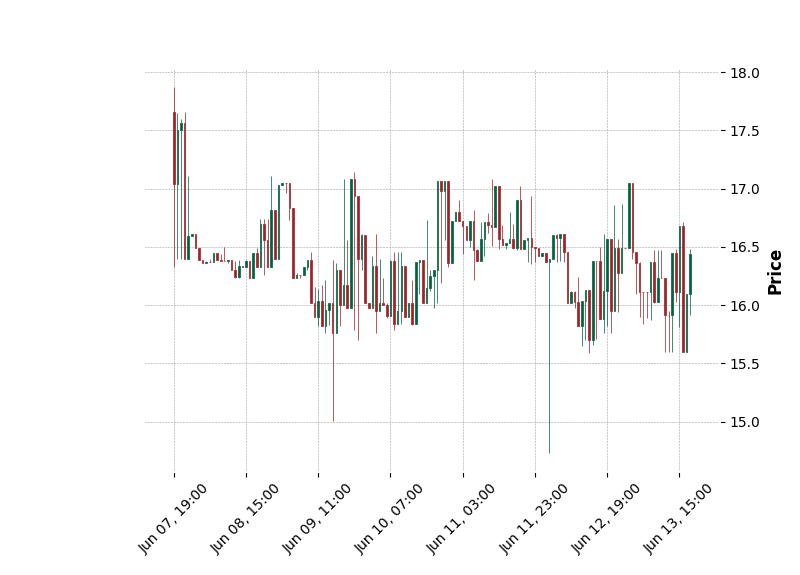 18.0
17.5
17.0
16.5
16.0
15.5
15.0
Price
Jun 07, 19:00
Jun 08, 15:00
Jun 09, 11:00
Jun 10, 07:00
Jun 11, 03:00
Jun 11, 23:00
Jun 12, 19:00
Jun 13, 15:00